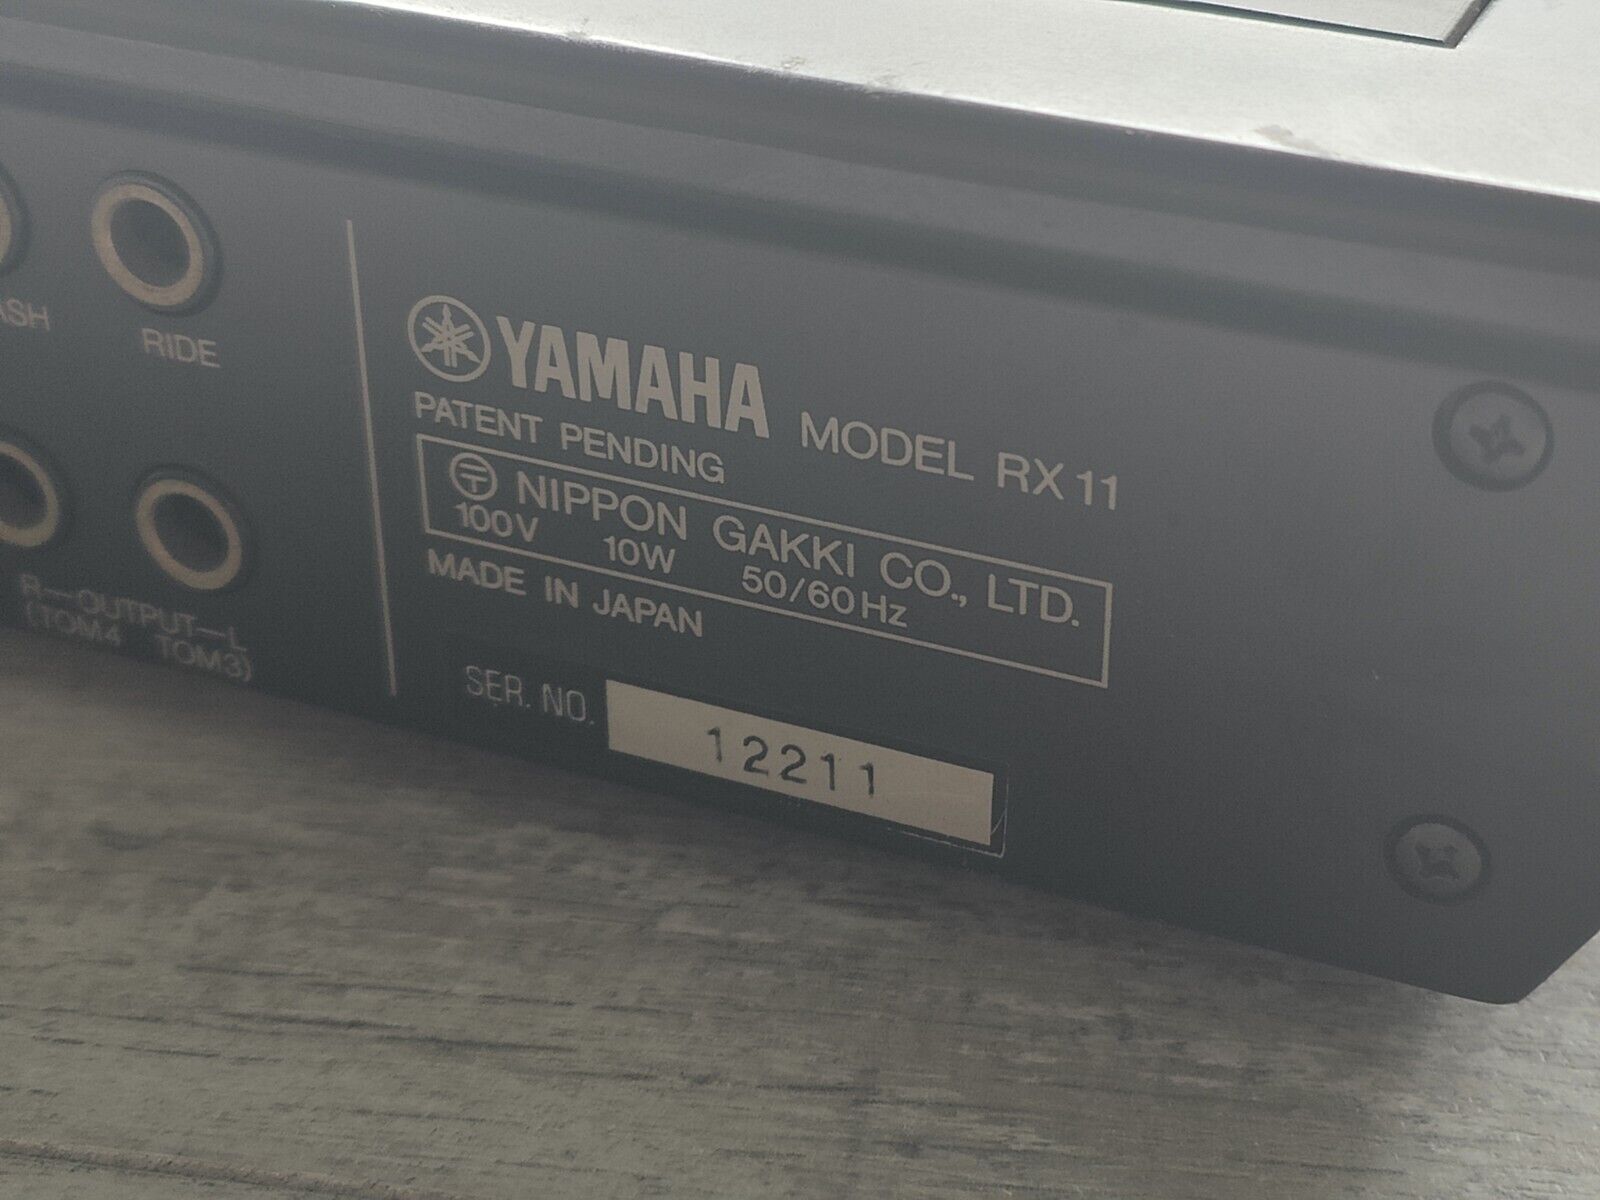 ASH
RIDE
R—OUTPUT—L
(TOM4 TOM3)
YAMAHA MODEL RX11
PATENT PENDING
NIPPON GAKKI CO., LTD.
100V 10W 50/60Hz
MADE IN JAPAN
SER. NO. 12211